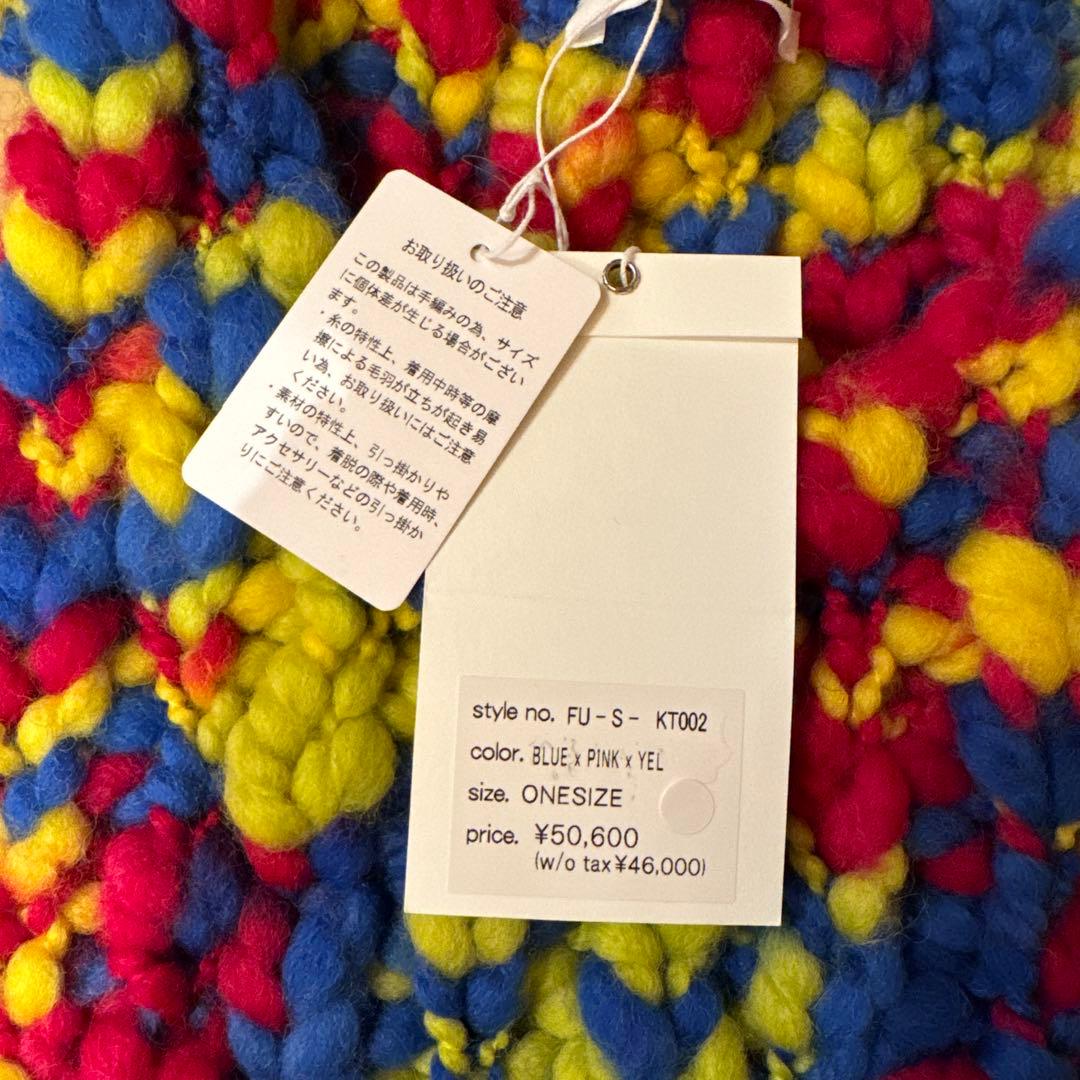 お取り扱いのご注意
この製品は手編みの為、サイズ
に個体差が生じる場合がござい
ます。
・糸の特性上、着用中時等の摩
擦による毛羽が立ちが起き易
い為、お取り扱いにはご注意
ください。
・素材の特性上、引っ掛かりや
すいので、着脱の際や着用時、
アクセサリーなどの引っ掛か
りにご注意ください。
style no. FU-S- KT002
color. BLUE x PINK x YEL
size. ONESIZE
price. ¥50,600
(w/o tax¥46,000)